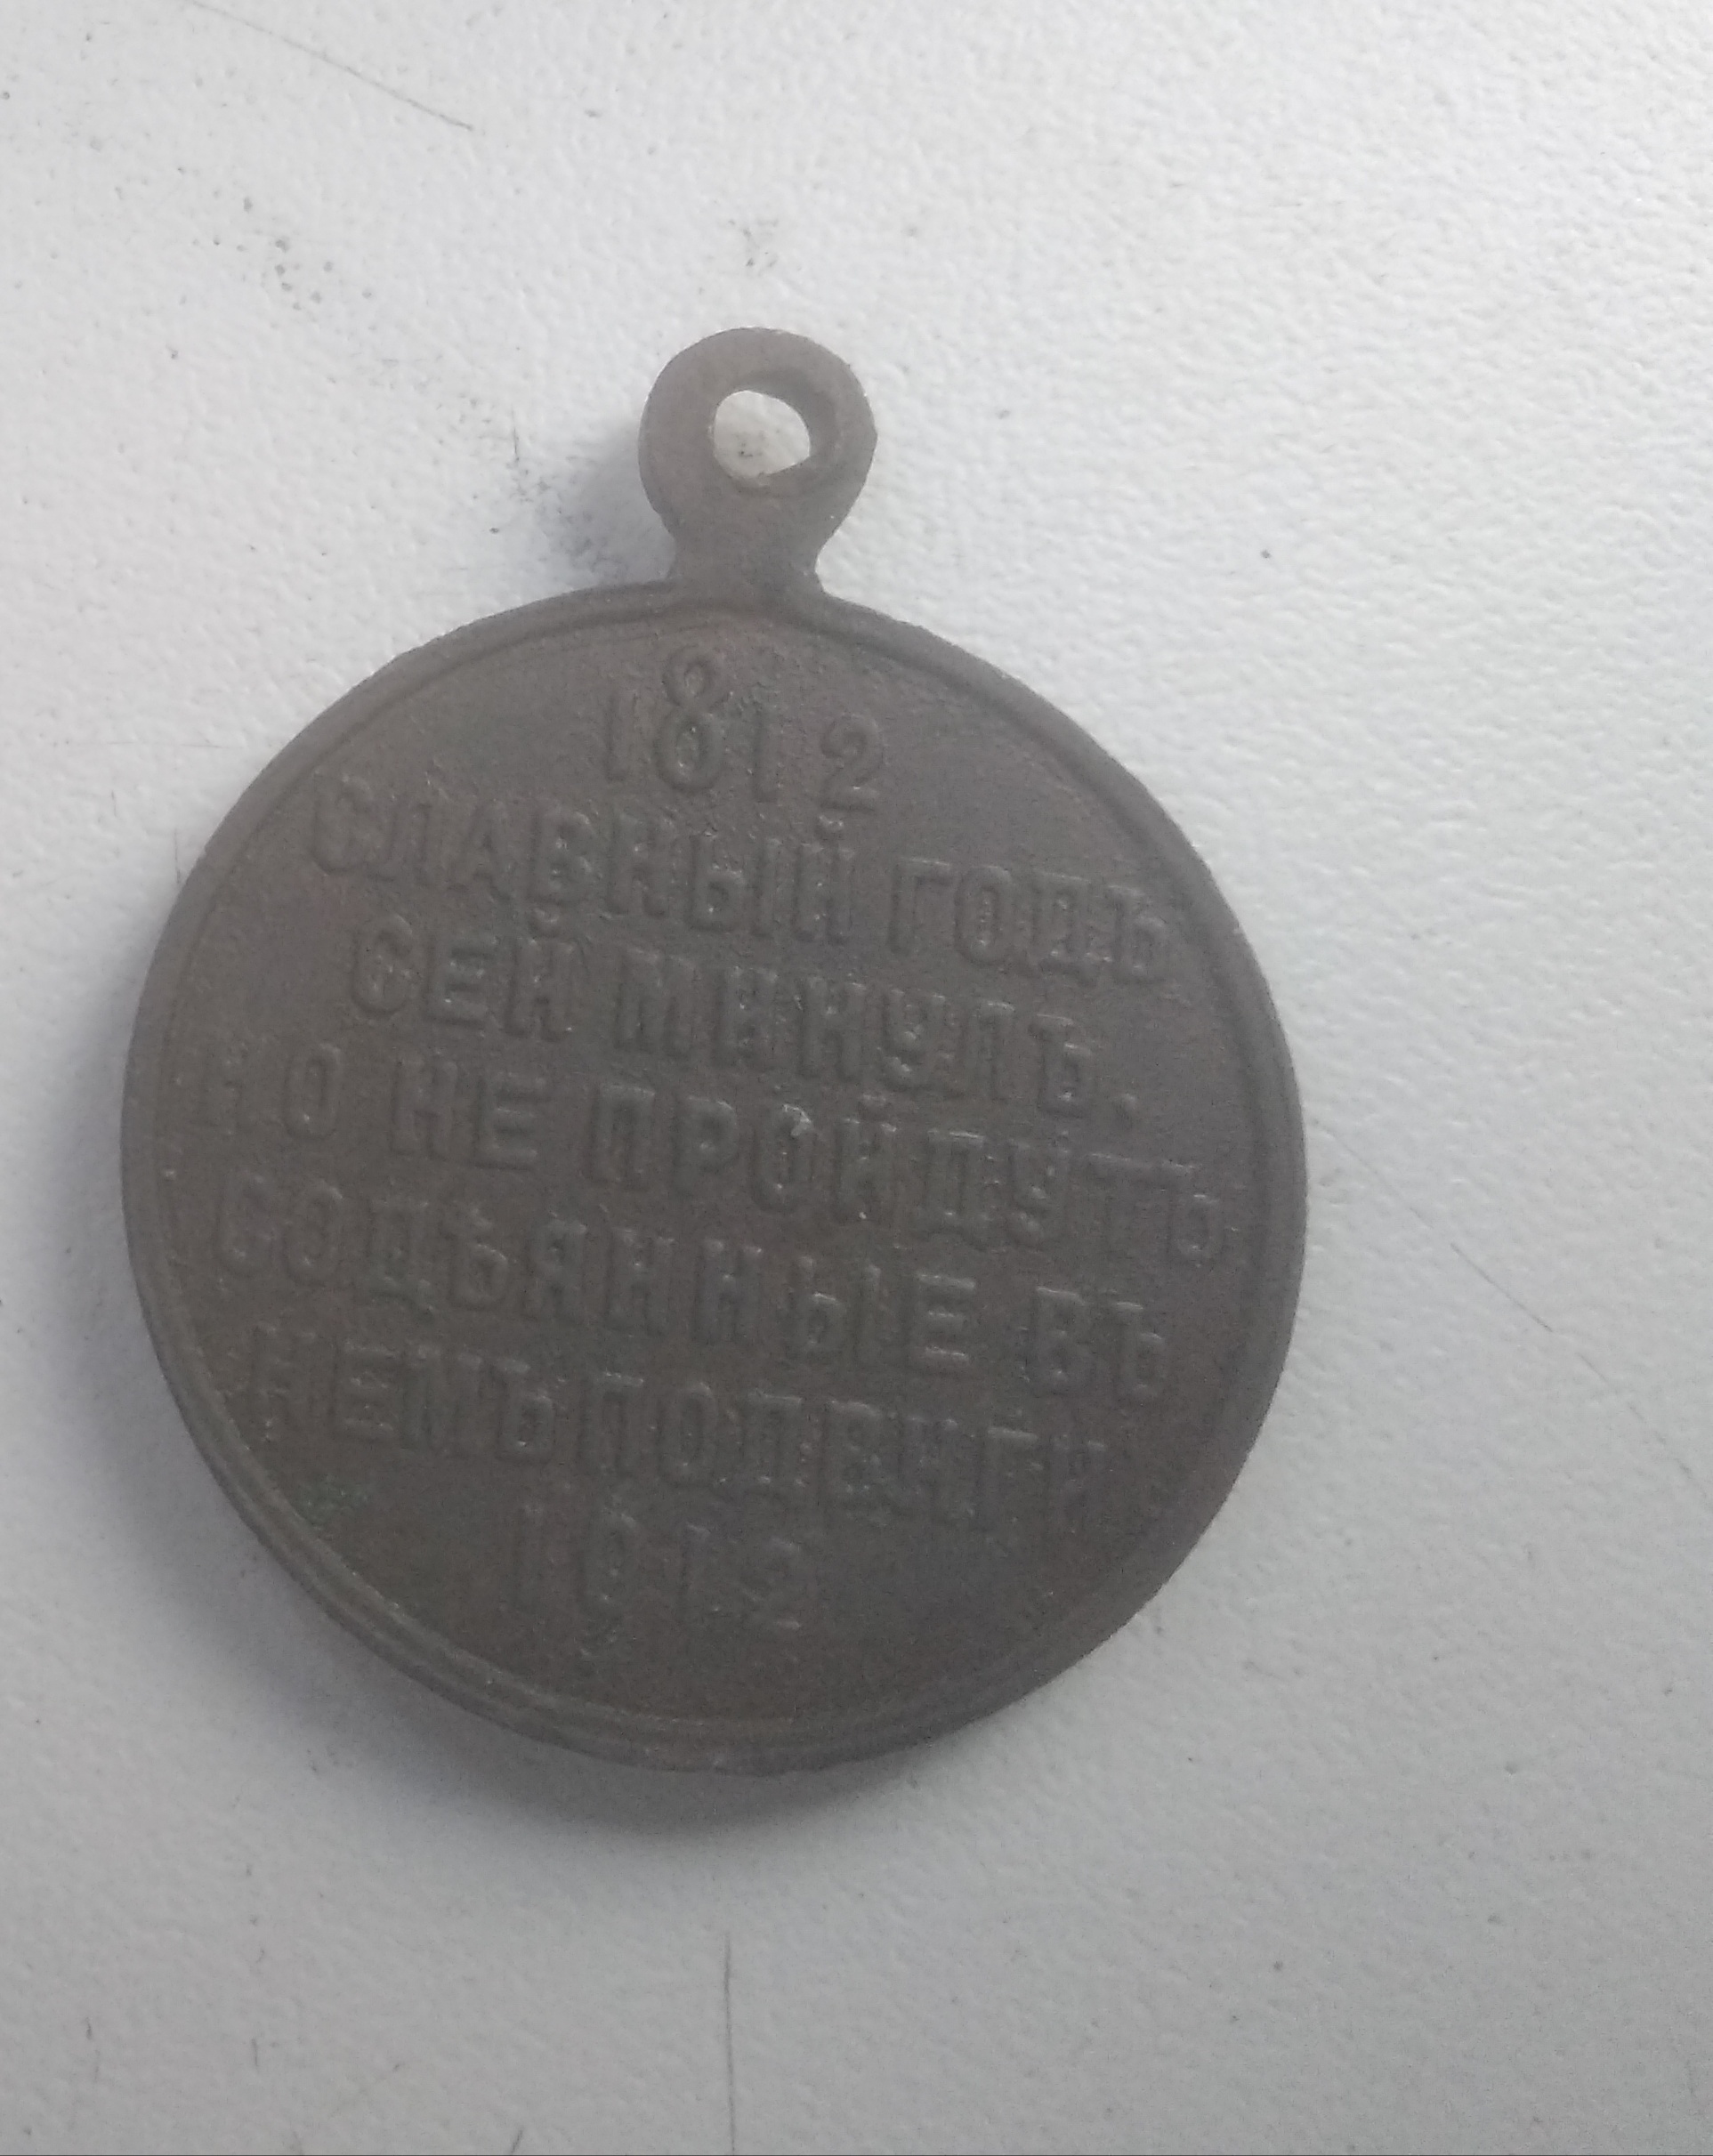 1812
СЛАВНЫЙ ГОДЪ
СЕЙ МИНУЛЪ.
НО НЕ ПРОЙДУТЪ
СОДѢЯННЫЕ ВЪ
НЕМЪ ПОДВИГИ
1912